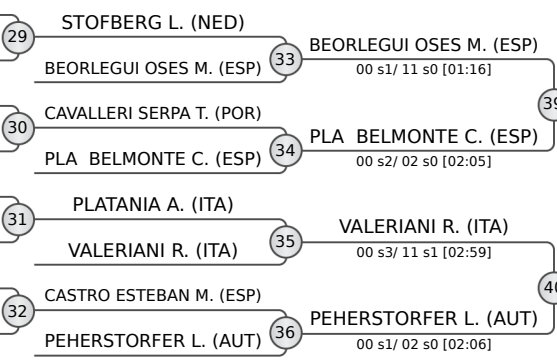 STOFBERG L. (NED)
29
BEORLEGUI OSES M. (ESP)
33
BEORLEGUI OSES M. (ESP)
00 s1/ 11 s0 [01:16]
39
CAVALLERI SERPA T. (POR)
30
PLA BELMONTE C. (ESP)
34
PLA BELMONTE C. (ESP)
00 s2/ 02 s0 [02:05]
PLATANIA A. (ITA)
31
VALERIANI R. (ITA)
35
VALERIANI R. (ITA)
00 s3/ 11 s1 [02:59]
40
CASTRO ESTEBAN M. (ESP)
32
PEHERSTORFER L. (AUT)
36
PEHERSTORFER L. (AUT)
00 s1/ 02 s0 [02:06]